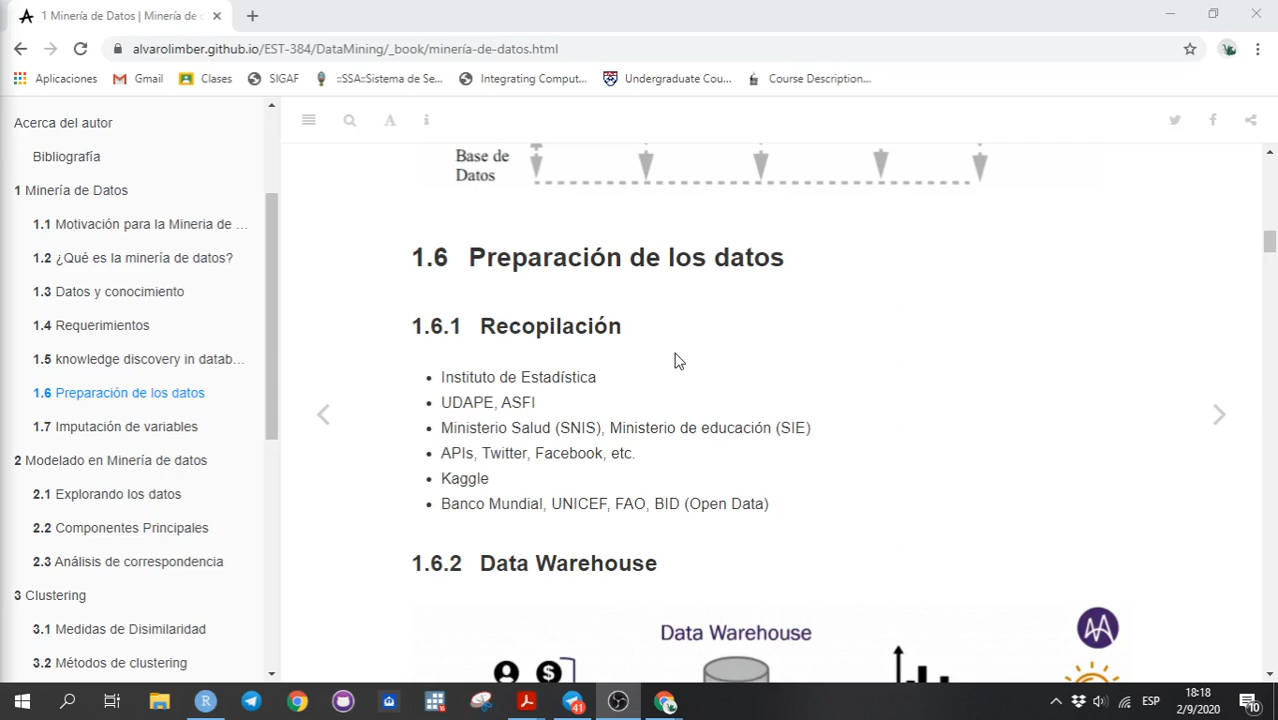 1 Minería de Datos | Minería de d
alvarolimber.github.io/EST-384/DataMining/_book/minería-de-datos.html
Aplicaciones Gmail Clases SIGAF ::SSA::Sistema de Se... Integrating Comput... Undergraduate Cou... Course Description...
Acerca del autor
Bibliografía
1 Minería de Datos
1.1 Motivación para la Mineria de ...
1.2 ¿Qué es la minería de datos?
1.3 Datos y conocimiento
1.4 Requerimientos
1.5 knowledge discovery in datab...
1.6 Preparación de los datos
1.7 Imputación de variables
2 Modelado en Minería de datos
2.1 Explorando los datos
2.2 Componentes Principales
2.3 Análisis de correspondencia
3 Clustering
3.1 Medidas de Disimilaridad
3.2 Métodos de clustering
A i
Base de
Datos
1.6 Preparación de los datos
1.6.1 Recopilación
• Instituto de Estadística
• UDAPE, ASFI
• Ministerio Salud (SNIS), Ministerio de educación (SIE)
• APIs, Twitter, Facebook, etc.
• Kaggle
• Banco Mundial, UNICEF, FAO, BID (Open Data)
1.6.2 Data Warehouse
Data Warehouse
41
ESP
18:18
2/9/2020
10